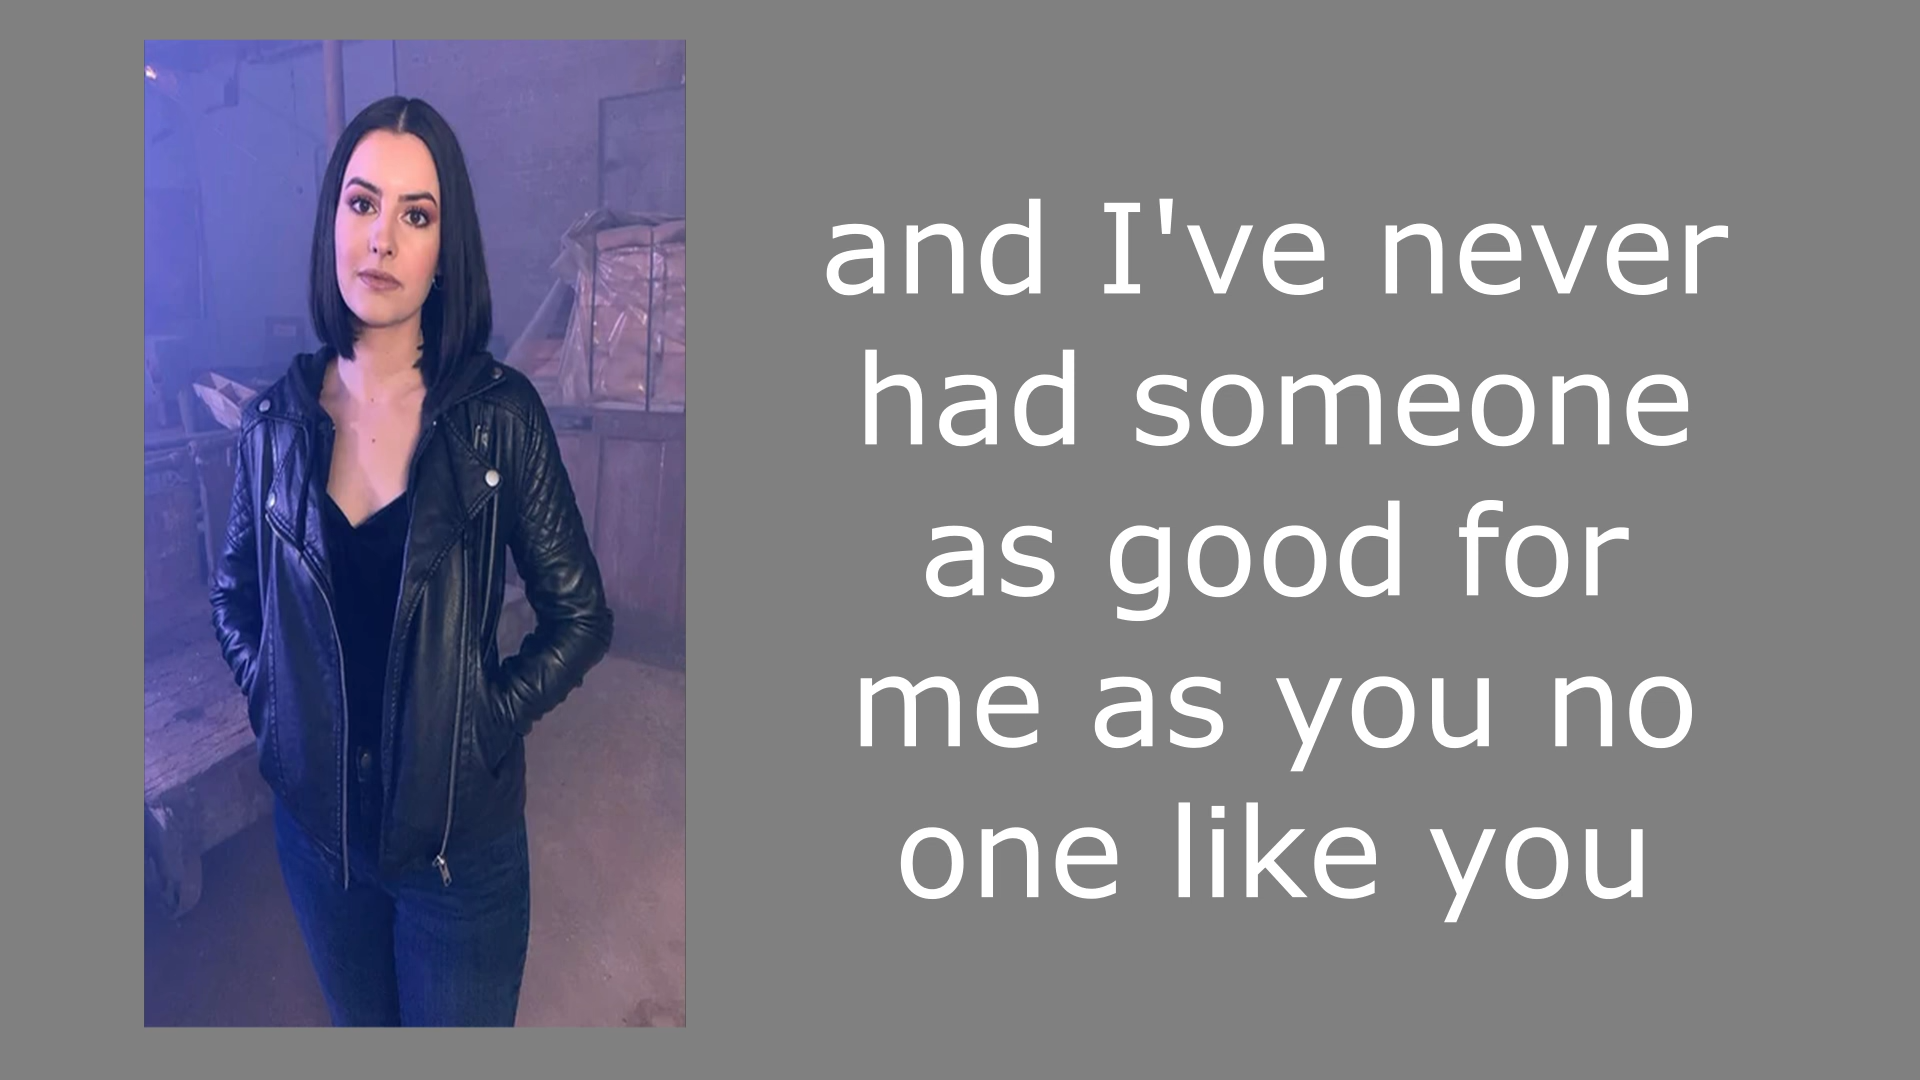 and I've never
had someone
as good for
me as you no
one like you